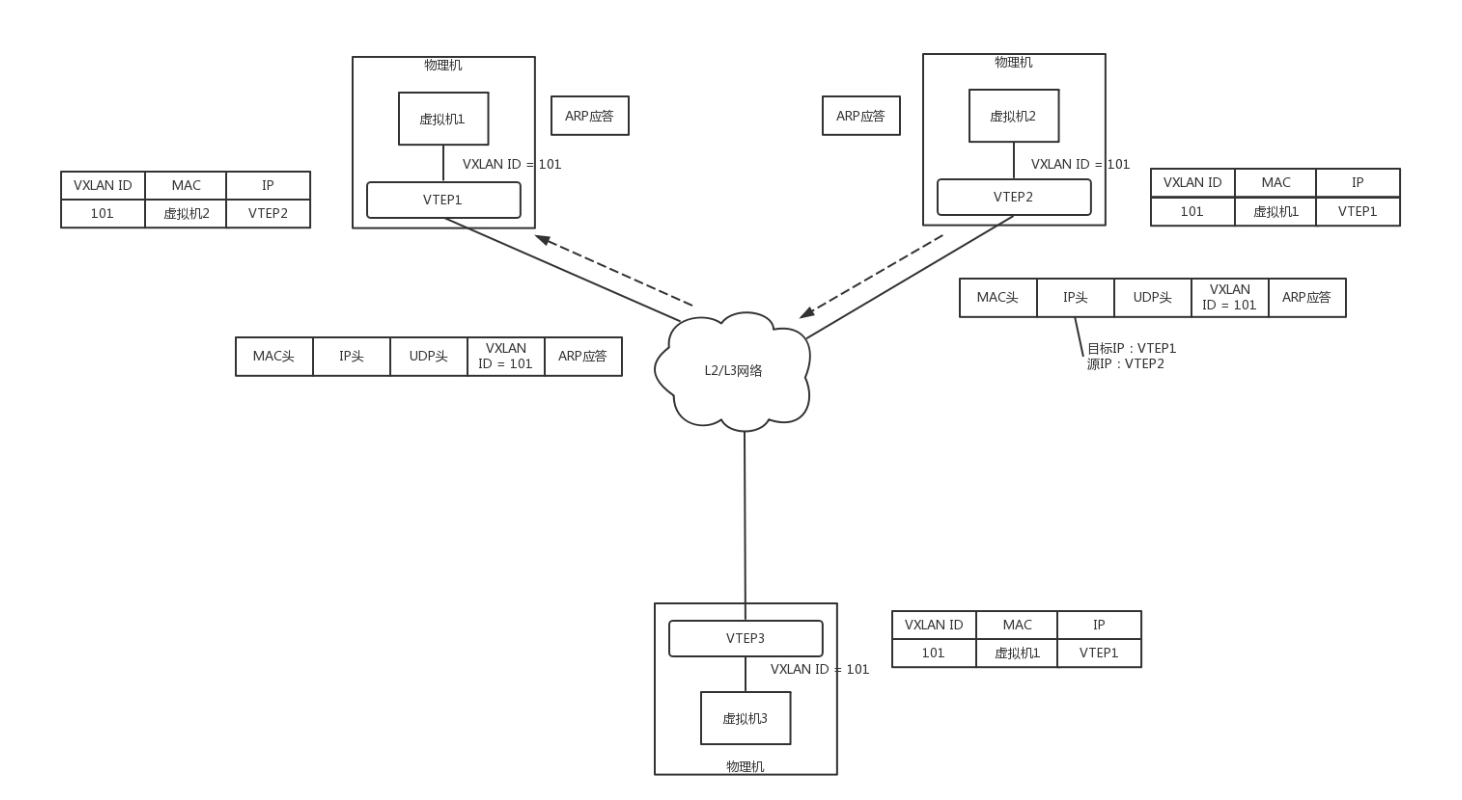 物理机
虚拟机1
ARP应答
VXLAN ID = 101
VTEP1
VXLAN ID MAC IP
101 虚拟机2 VTEP2
物理机
虚拟机2
ARP应答
VXLAN ID = 101
VTEP2
VXLAN ID MAC IP
101 虚拟机1 VTEP1
MAC头 IP头 UDP头 VXLAN ID = 101 ARP应答
目标IP：VTEP1
源IP：VTEP2
MAC头 IP头 UDP头 VXLAN ID = 101 ARP应答
L2/L3网络
VTEP3
VXLAN ID = 101
虚拟机3
物理机
VXLAN ID MAC IP
101 虚拟机1 VTEP1